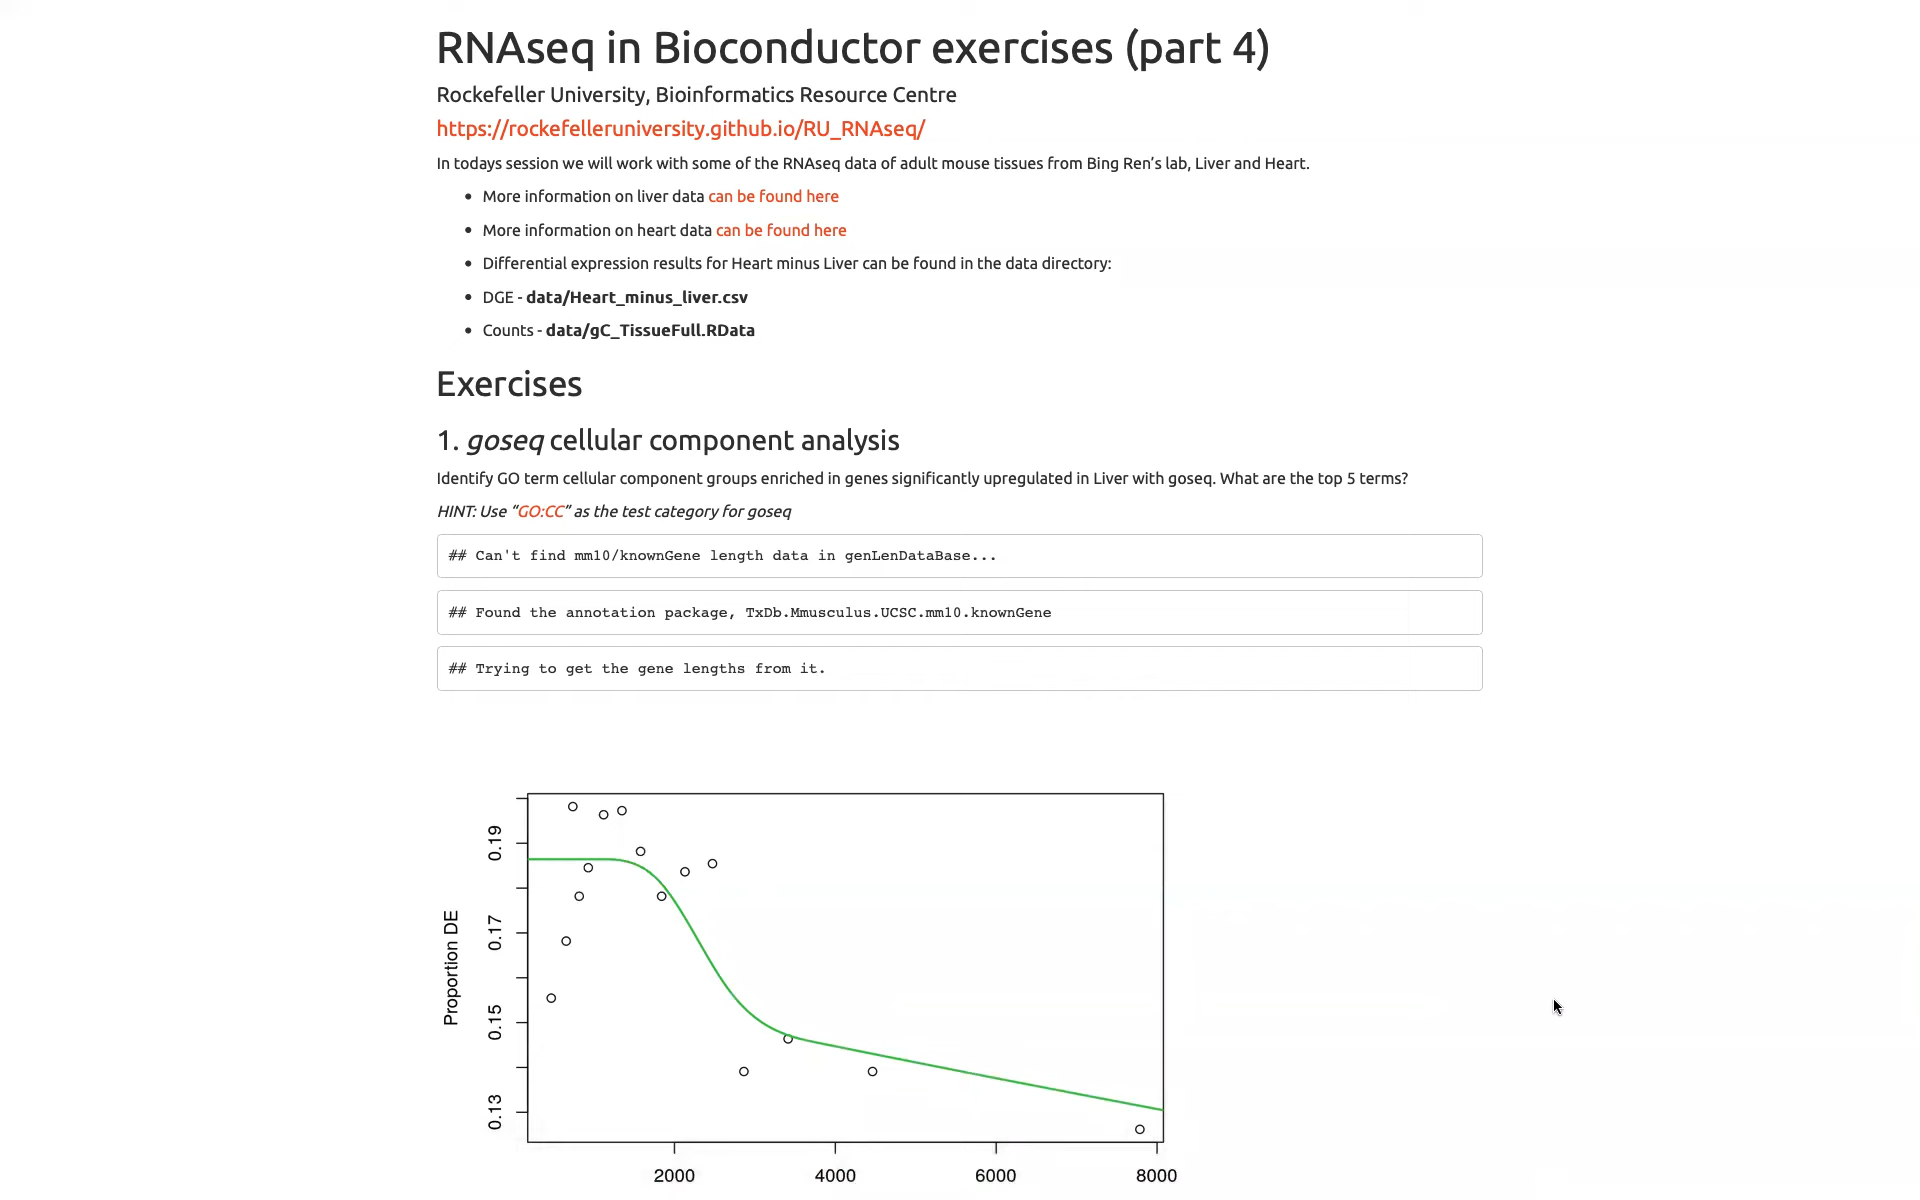 RNAseq in Bioconductor exercises (part 4)
Rockefeller University, Bioinformatics Resource Centre
https://rockefelleruniversity.github.io/RU_RNAseq/
In todays session we will work with some of the RNAseq data of adult mouse tissues from Bing Ren’s lab, Liver and Heart.
• More information on liver data can be found here
• More information on heart data can be found here
• Differential expression results for Heart minus Liver can be found in the data directory:
• DGE - data/Heart_minus_liver.csv
• Counts - data/gC_TissueFull.RData
Exercises
1. goseq cellular component analysis
Identify GO term cellular component groups enriched in genes significantly upregulated in Liver with goseq. What are the top 5 terms?
HINT: Use “GO:CC” as the test category for goseq
## Can't find mm10/knownGene length data in genLenDataBase...
## Found the annotation package, TxDb.Mmusculus.UCSC.mm10.knownGene
## Trying to get the gene lengths from it.
Proportion DE
0.19
0.17
0.15
0.13
2000 4000 6000 8000